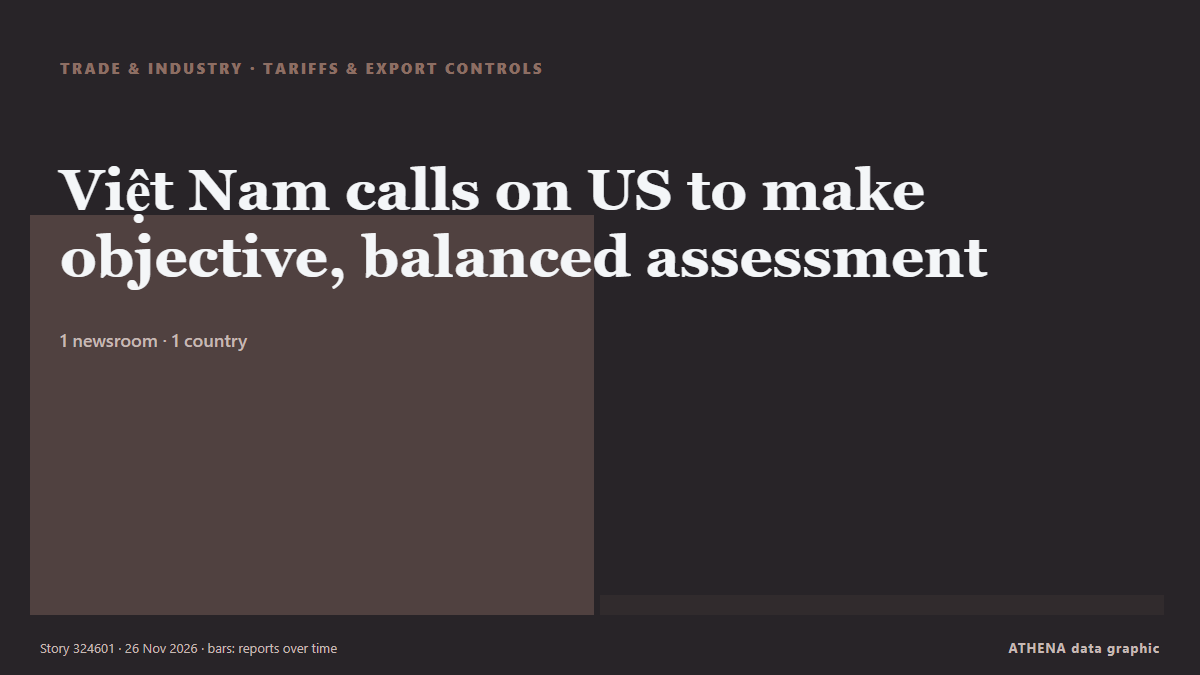 TRADE & INDUSTRY · TARIFFS & EXPORT CONTROLS
Việt Nam calls on US to make
objective, balanced assessment
1 newsroom · 1 country
Story 324601 · 26 Nov 2026 · bars: reports over time
ATHENA data graphic